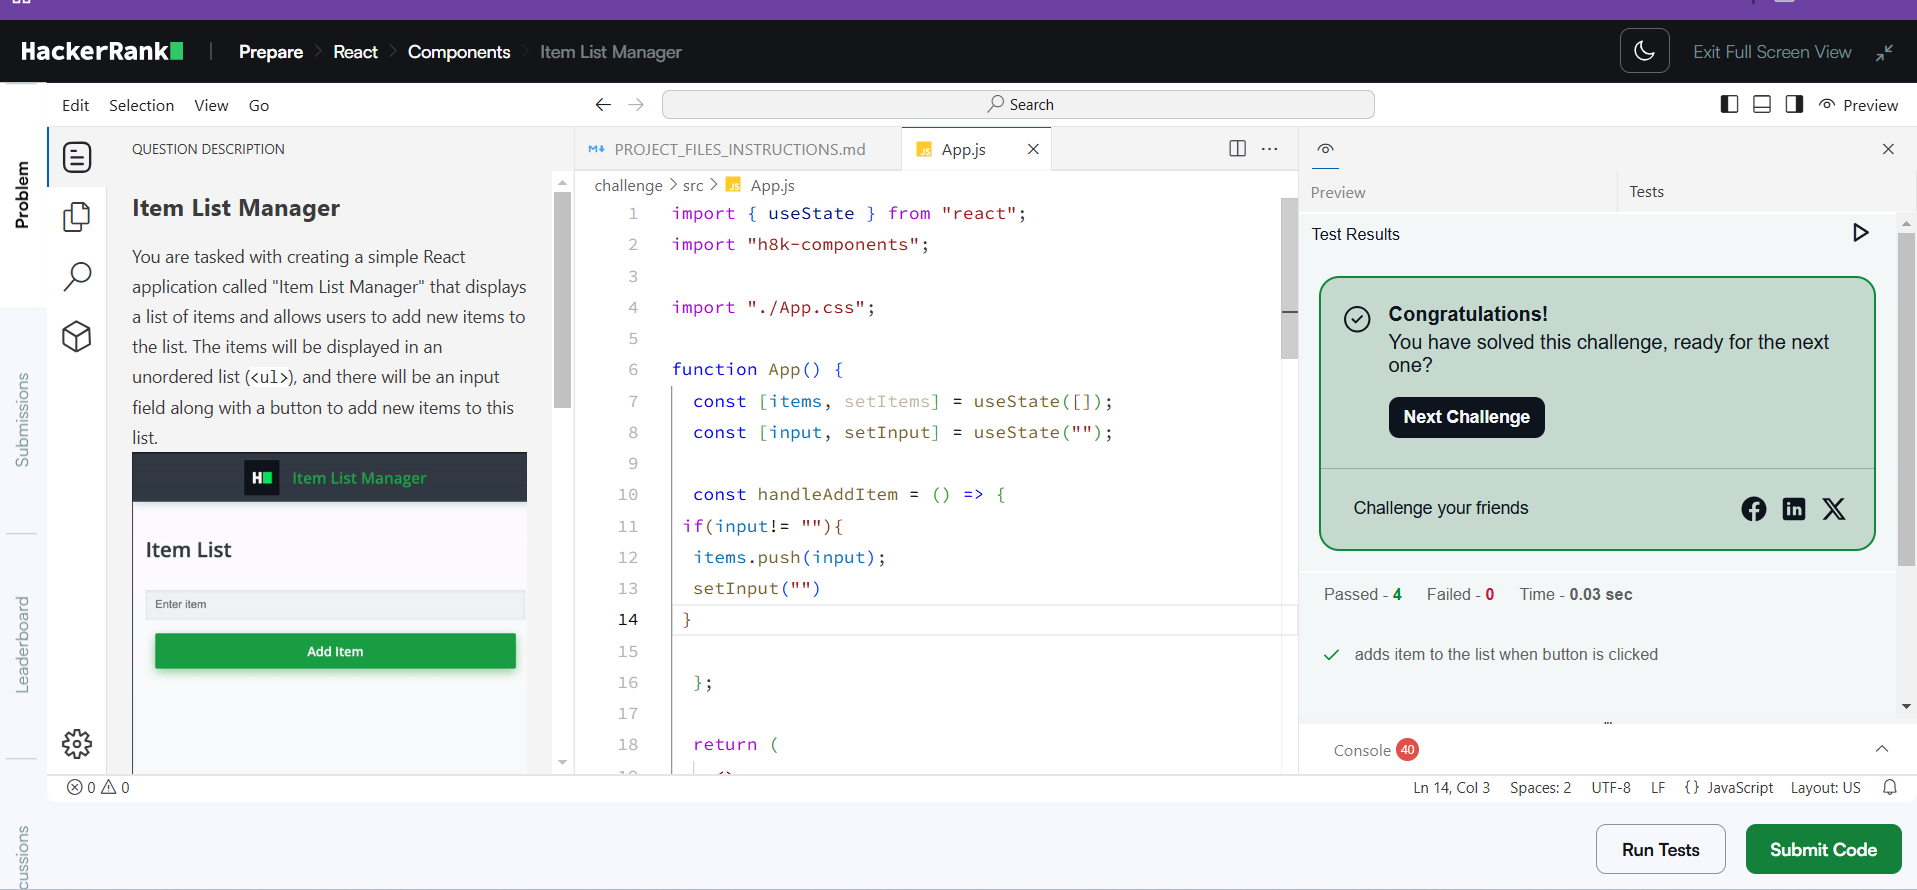 HackerRank
Prepare
React
Components
Item List Manager
Exit Full Screen View
Edit Selection View Go
Search
Preview
Problem
Submissions
Leaderboard
cussions
QUESTION DESCRIPTION
Item List Manager
You are tasked with creating a simple React
application called "Item List Manager" that displays
a list of items and allows users to add new items to
the list. The items will be displayed in an
unordered list (<ul>), and there will be an input
field along with a button to add new items to this
list.
H
Item List Manager
Item List
Enter item
Add Item
PROJECT_FILES_INSTRUCTIONS.md
JS App.js
challenge > src > JS App.js
1 import { useState } from "react";
2 import "h8k-components";
3
4 import "./App.css";
5
6 function App() {
7 const [items, setItems] = useState([]);
8 const [input, setInput] = useState("");
9
10 const handleAddItem = () => {
11 if(input!= ""){
12 items.push(input);
13 setInput("")
14 }
15
16 };
17
18 return (
Preview
Tests
Test Results
Congratulations!
You have solved this challenge, ready for the next
one?
Next Challenge
Challenge your friends
Passed - 4 Failed - 0 Time - 0.03 sec
adds item to the list when button is clicked
Console 40
0 0
Ln 14, Col 3 Spaces: 2 UTF-8 LF {} JavaScript Layout: US
Run Tests
Submit Code